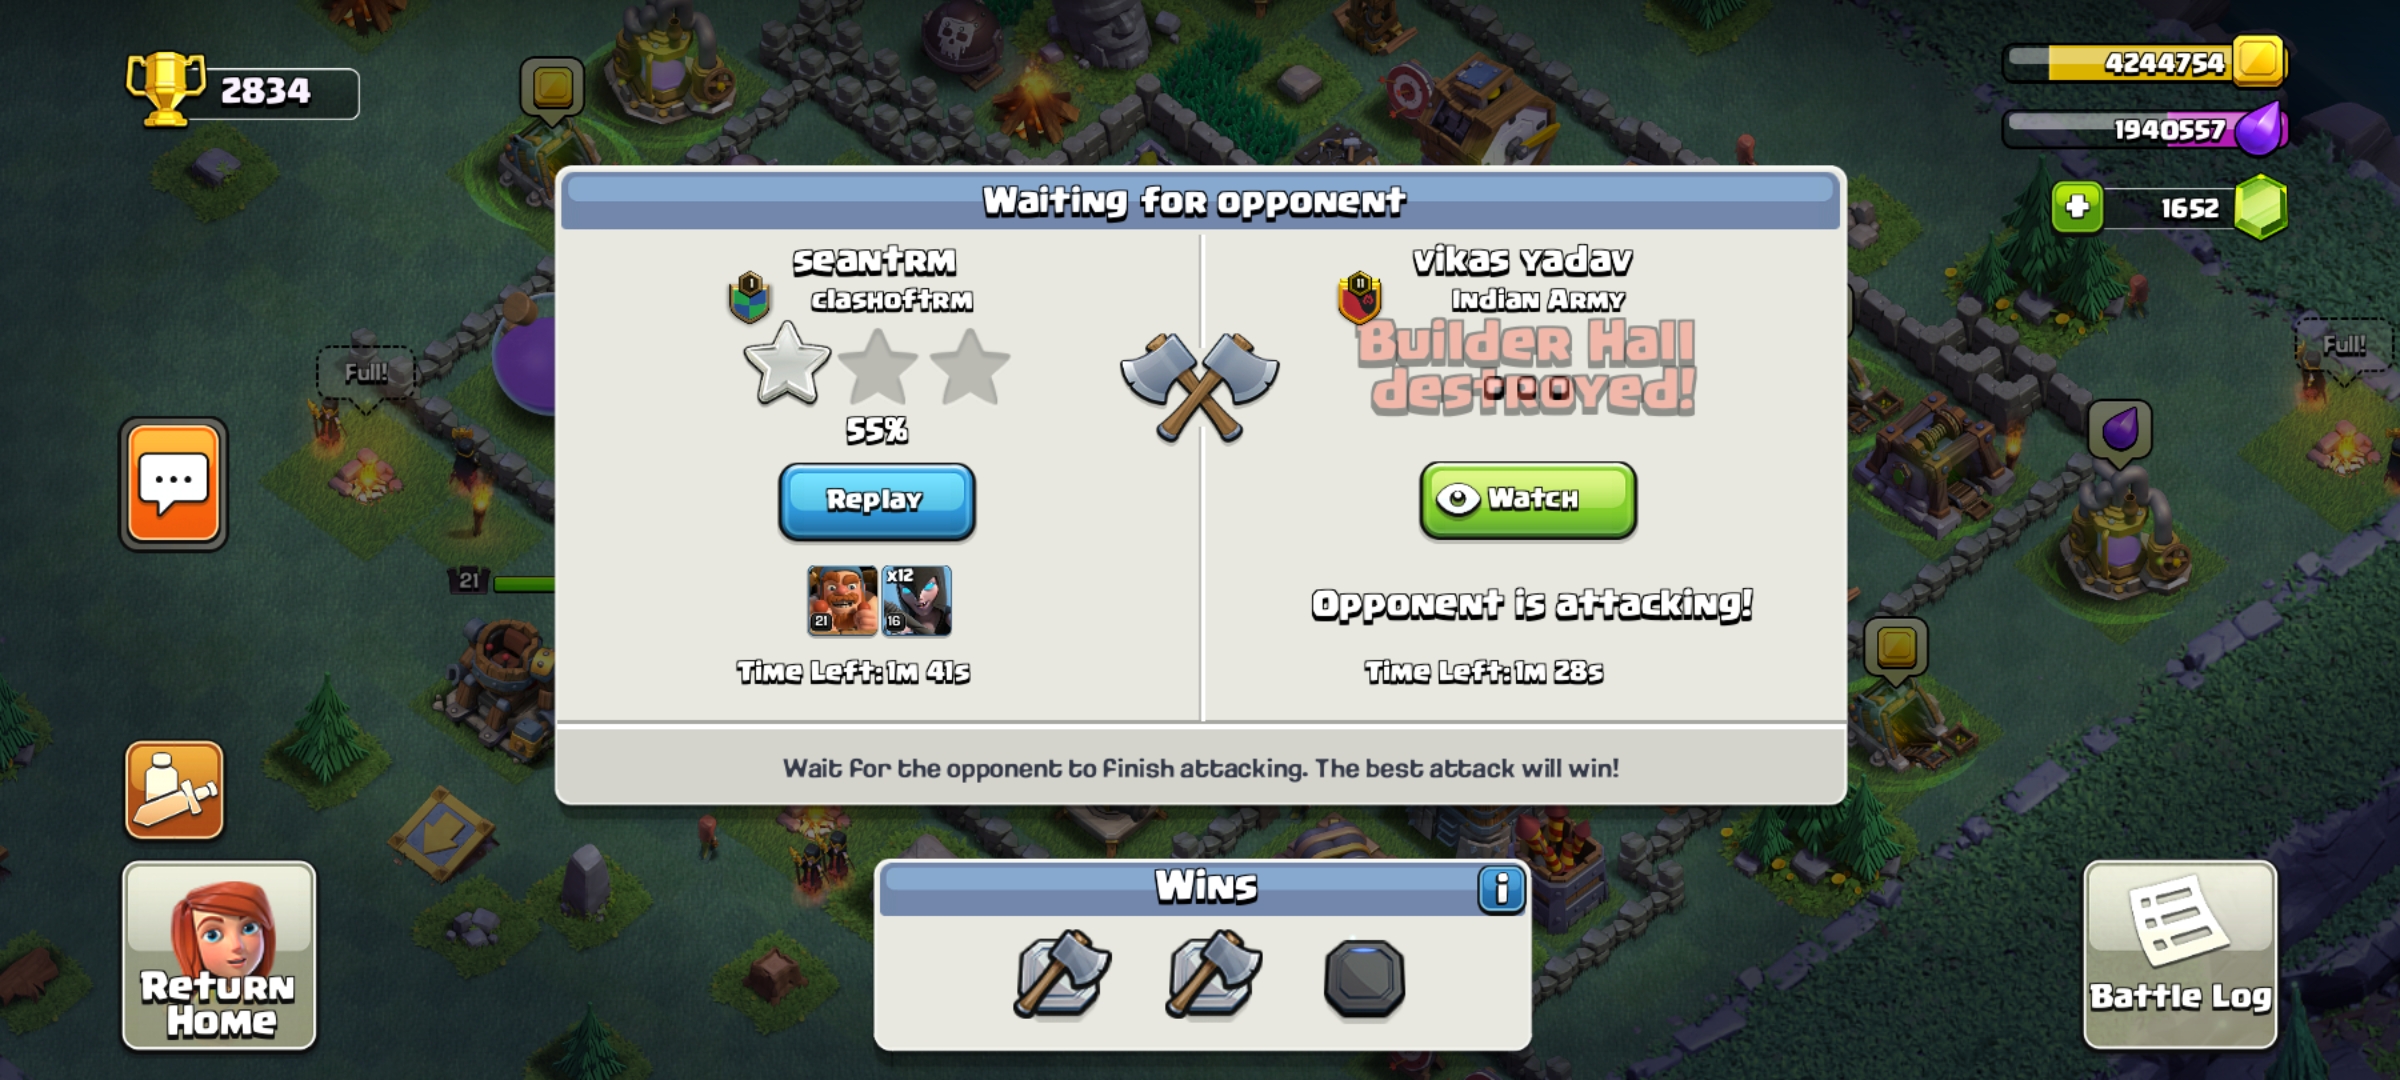 2834
4244754
1940557
1652
Waiting for opponent
seantrm
vikas yadav
1
clashoftrm
11
Indian Army
Builder Hall
destroyed!
55%
Full!
Full!
Replay
Watch
21
x12
21
16
Opponent is attacking!
Time Left: 1m 41s
Time Left: 1m 28s
Wait for the opponent to finish attacking. The best attack will win!
Wins
i
Return
Home
Battle Log